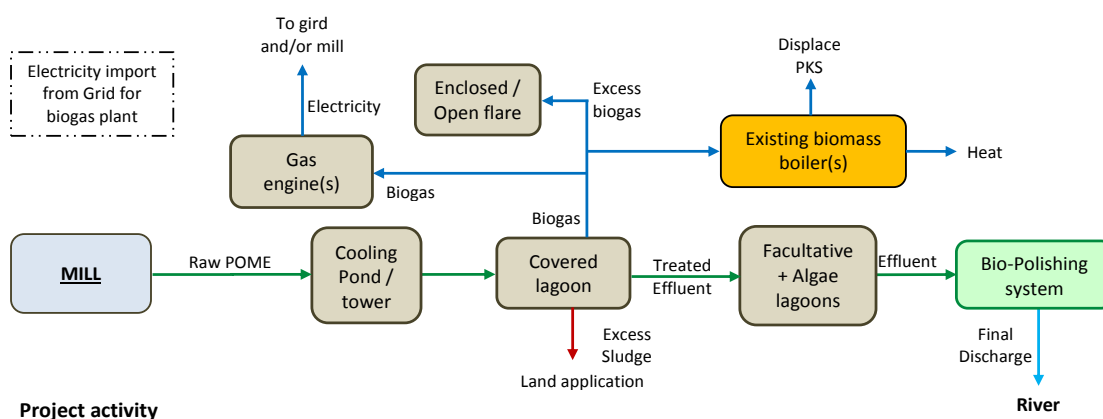 To gird
and/or mill
Electricity import
from Grid for
biogas plant
Electricity
Enclosed /
Open flare
Excess
biogas
Displace
PKS
Existing biomass
boiler(s)
Heat
Gas
engine(s)
Biogas
Biogas
MILL
Raw POME
Cooling
Pond /
tower
Covered
lagoon
Treated
Effluent
Facultative
+ Algae
lagoons
Effluent
Bio-Polishing
system
Excess
Sludge
Land application
Final
Discharge
River
Project activity